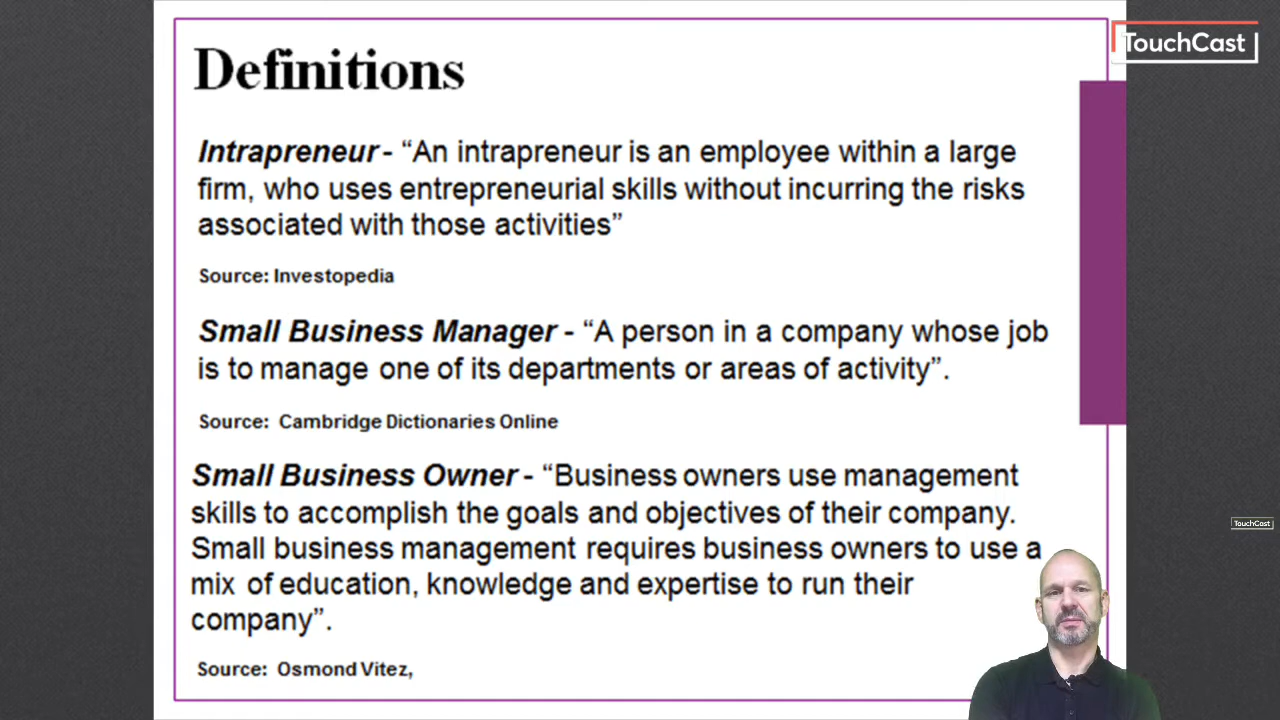 Definitions
TouchCast
Intrapreneur - “An intrapreneur is an employee within a large
firm, who uses entrepreneurial skills without incurring the risks
associated with those activities”
Source: Investopedia
Small Business Manager - “A person in a company whose job
is to manage one of its departments or areas of activity”.
Source: Cambridge Dictionaries Online
Small Business Owner - “Business owners use management
skills to accomplish the goals and objectives of their company.
TouchCast
Small business management requires business owners to use a
mix of education, knowledge and expertise to run their
company”.
Source: Osmond Vitez,